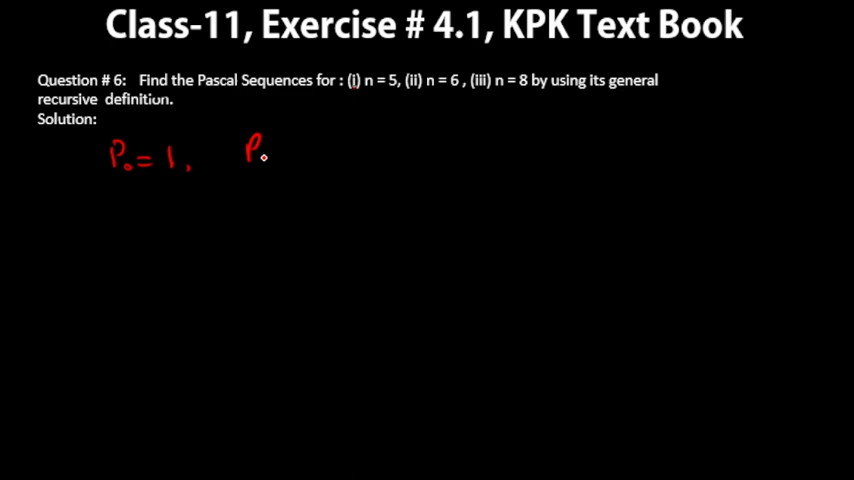 Class-11, Exercise # 4.1, KPK Text Book
Question # 6: Find the Pascal Sequences for : (i) n = 5, (ii) n = 6 , (iii) n = 8 by using its general
recursive definition.
Solution:
P₀ = 1, P